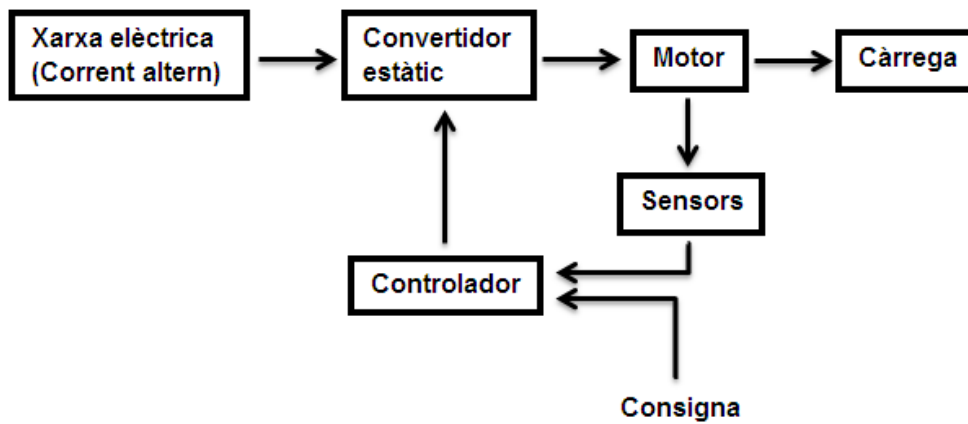 Xarxa elèctrica
(Corrent altern)
Convertidor
estàtic
Motor
Càrrega
Sensors
Controlador
Consigna